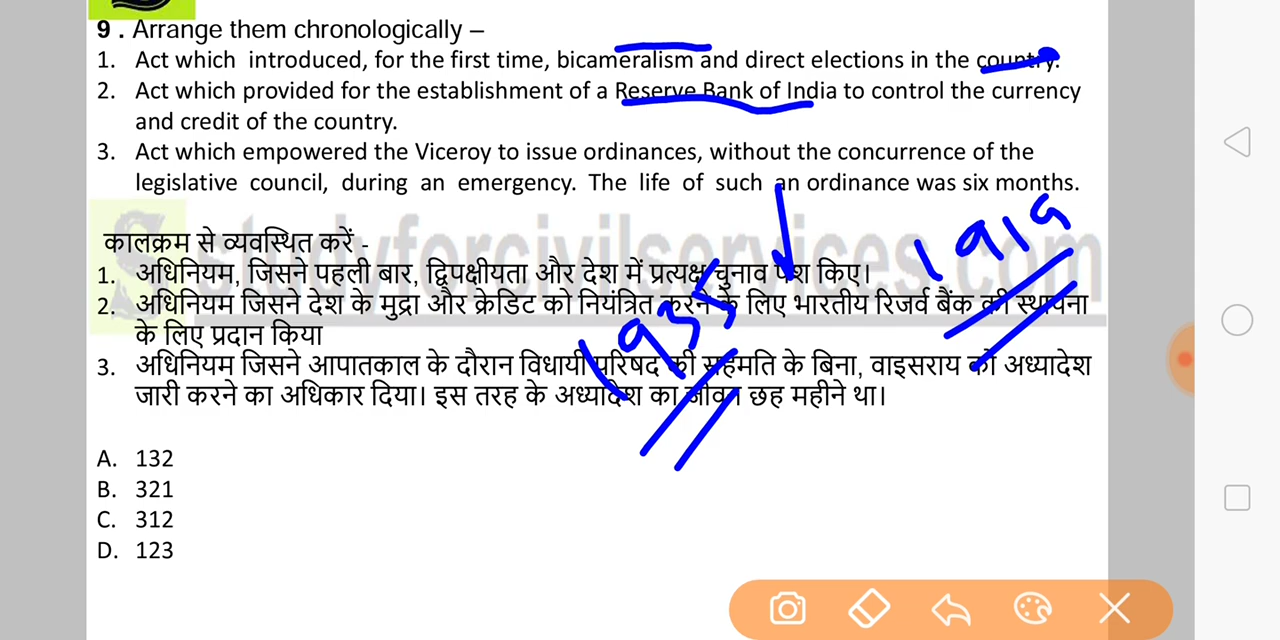 9 . Arrange them chronologically –
1. Act which introduced, for the first time, bicameralism and direct elections in the country.
2. Act which provided for the establishment of a Reserve Bank of India to control the currency
and credit of the country.
3. Act which empowered the Viceroy to issue ordinances, without the concurrence of the
legislative council, during an emergency. The life of such an ordinance was six months.
studyforcivilservices.com
1919
कालक्रम से व्यवस्थित करें -
1. अधिनियम, जिसने पहली बार, द्विपक्षीयता और देश में प्रत्यक्ष चुनाव पेश किए।
2. अधिनियम जिसने देश के मुद्रा और क्रेडिट को नियंत्रित करने के लिए भारतीय रिजर्व बैंक की स्थापना
के लिए प्रदान किया
1935
3. अधिनियम जिसने आपातकाल के दौरान विधायी परिषद की सहमति के बिना, वाइसराय को अध्यादेश
जारी करने का अधिकार दिया। इस तरह के अध्यादेश का जीवन छह महीने था।
A. 132
B. 321
C. 312
D. 123